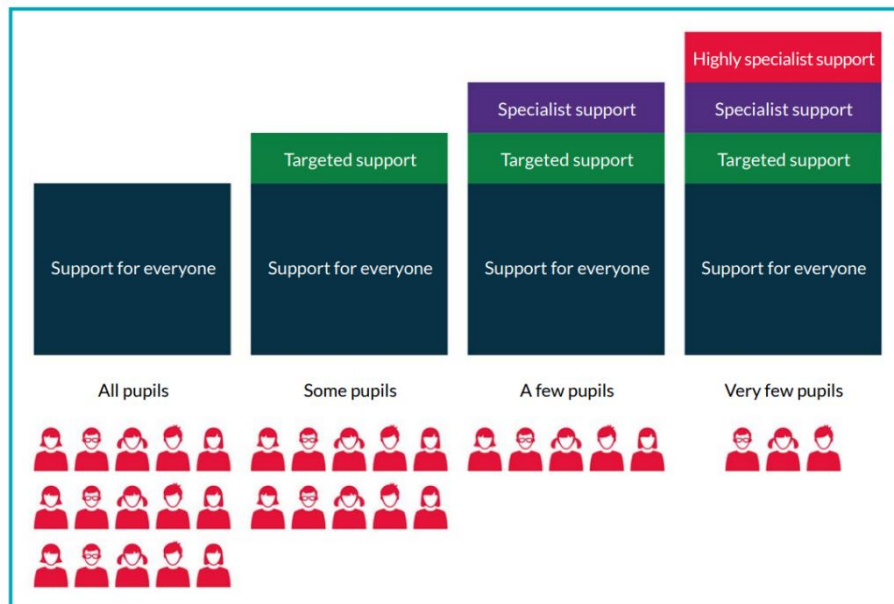 Highly specialist support
Specialist support
Specialist support
Targeted support
Targeted support
Targeted support
Support for everyone
Support for everyone
Support for everyone
Support for everyone
All pupils
Some pupils
A few pupils
Very few pupils